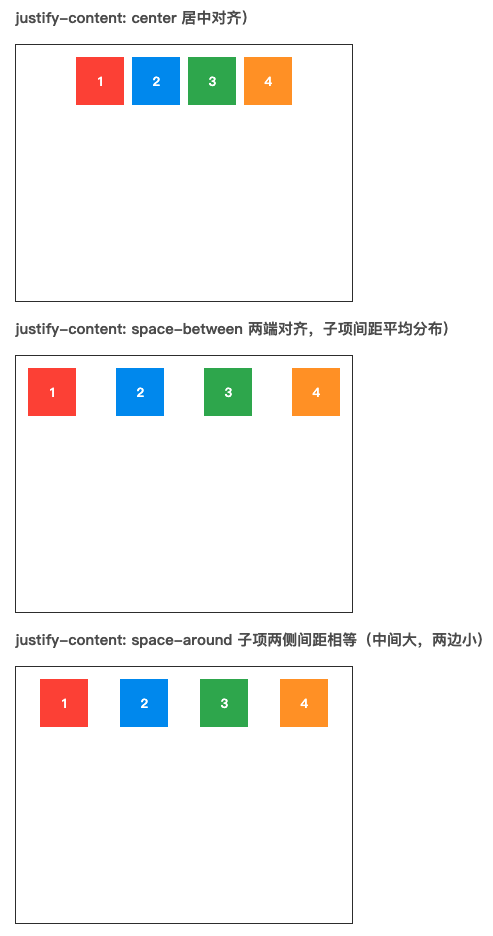 justify-content: center 居中对齐）
1 2 3 4
justify-content: space-between 两端对齐，子项间距平均分布）
1 2 3 4
justify-content: space-around 子项两侧间距相等（中间大，两边小）
1 2 3 4